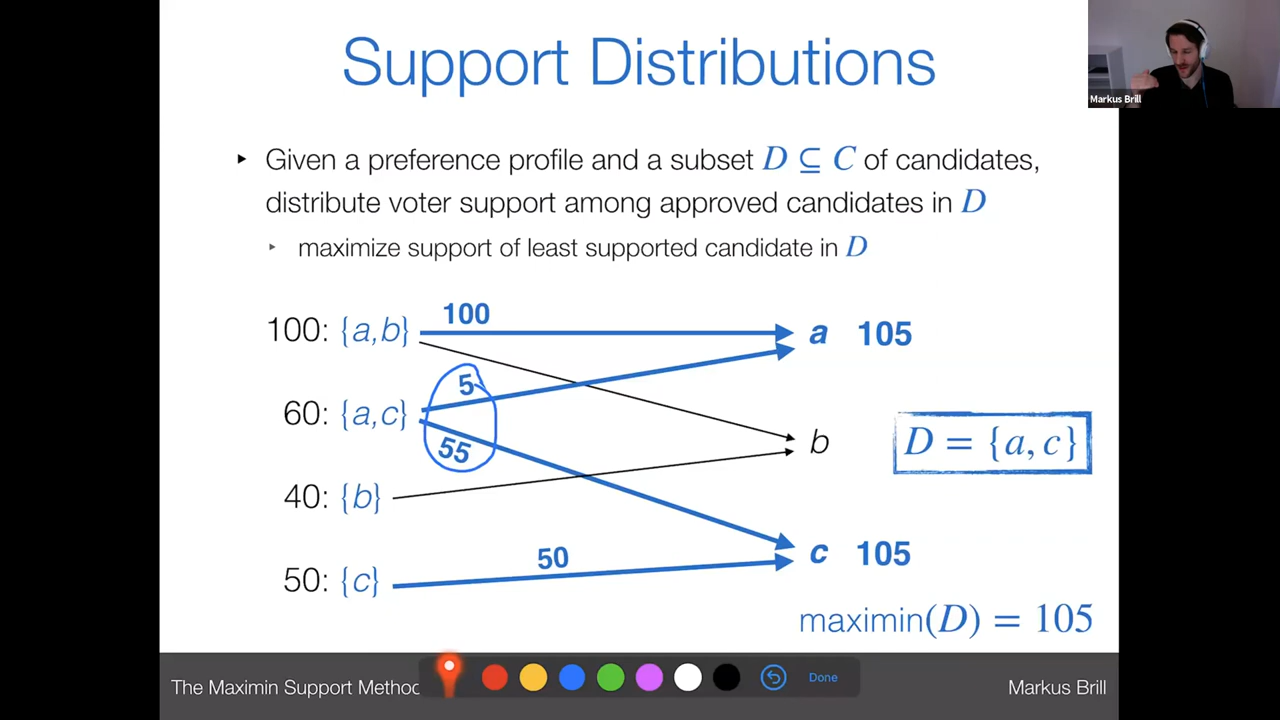 Support Distributions
Markus Brill
▸ Given a preference profile and a subset D ⊆ C of candidates,
distribute voter support among approved candidates in D
▸ maximize support of least supported candidate in D
100: {a,b} 100 a 105
60: {a,c} 5
55
b
D = {a, c}
40: {b}
50: {c} 50 c 105
maximin(D) = 105
The Maximin Support Method
Done
Markus Brill